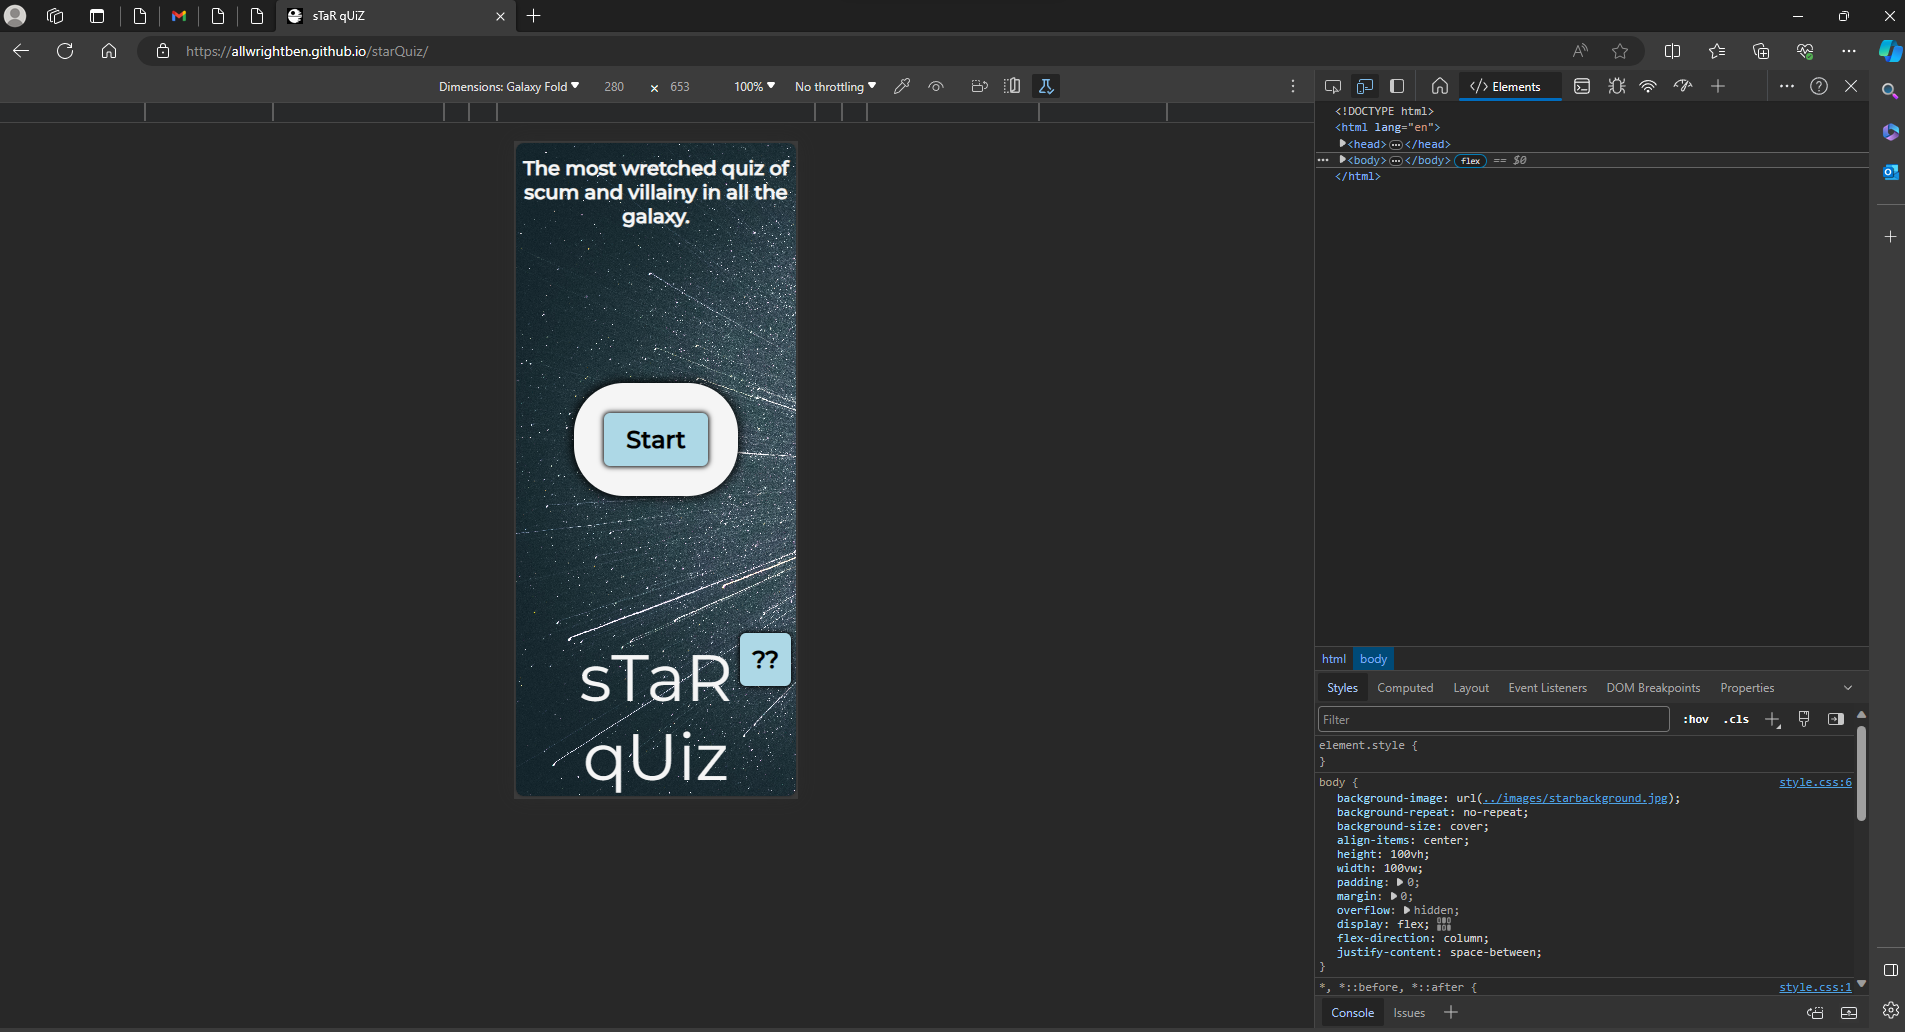 sTaR qUiZ
https://allwrightben.github.io/starQuiz/
Dimensions: Galaxy Fold 280 × 653 100% No throttling
The most wretched quiz of
scum and villainy in all the
galaxy.
Start
??
sTaR
qUiz
</> Elements
<!DOCTYPE html>
<html lang="en">
<head>…</head>
<body>…</body> flex == $0
</html>
html body
Styles Computed Layout Event Listeners DOM Breakpoints Properties
Filter :hov .cls
element.style {
}
body { style.css:6
background-image: url(../images/starbackground.jpg);
background-repeat: no-repeat;
background-size: cover;
align-items: center;
height: 100vh;
width: 100vw;
padding: 0;
margin: 0;
overflow: hidden;
display: flex;
flex-direction: column;
justify-content: space-between;
}
*, *::before, *::after { style.css:1
Console Issues